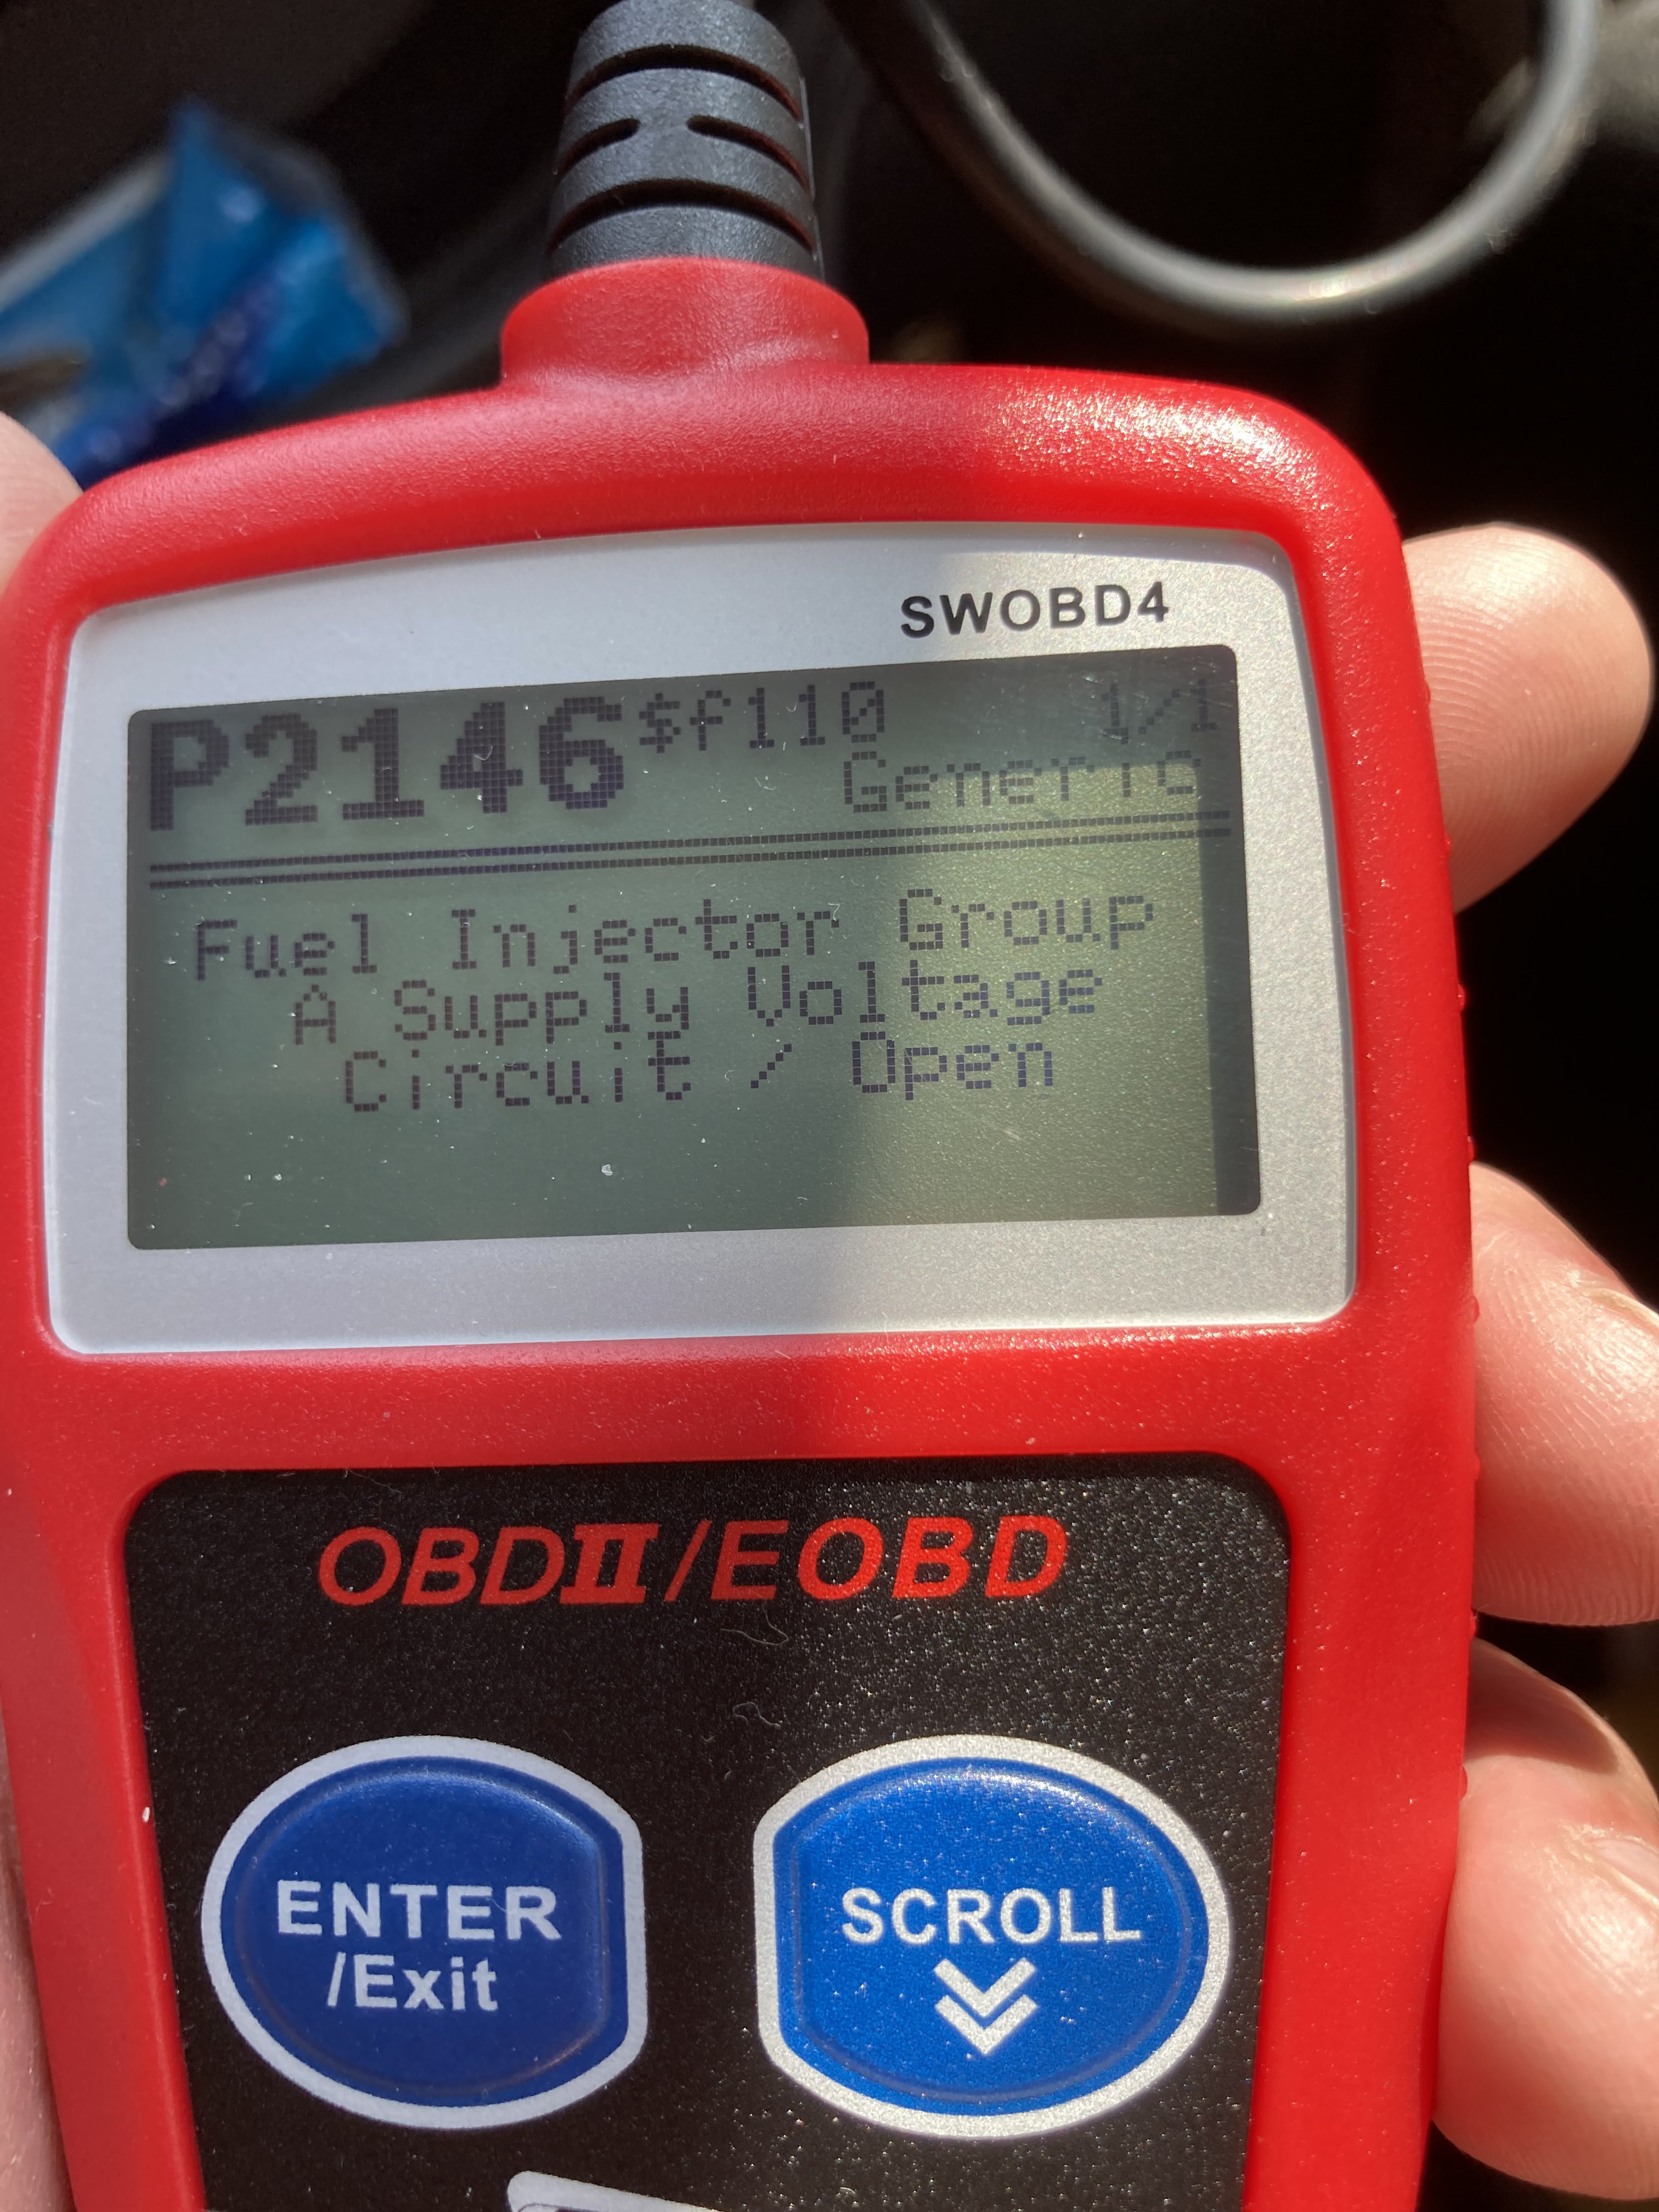 SWOBD4
P2146 $f110 1/1
Generic
Fuel Injector Group
A Supply Voltage
Circuit / Open
OBDII/EOBD
ENTER
/Exit
SCROLL